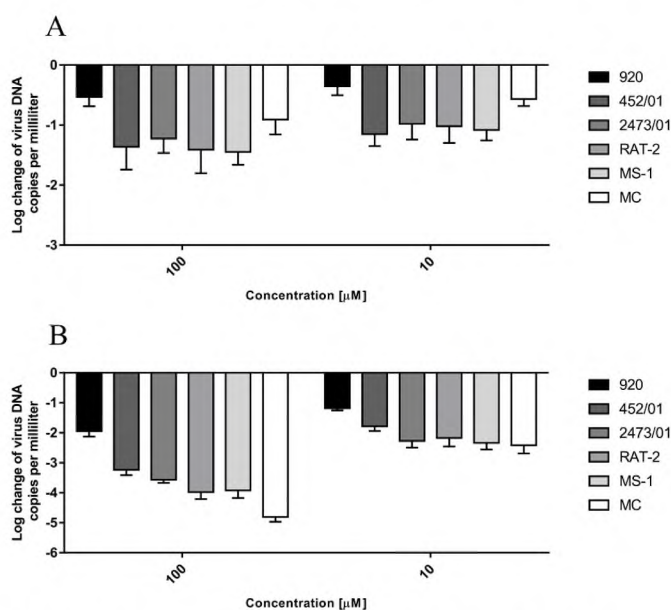 A
Log change of virus DNA
copies per milliliter
0
-1
-2
-3
100
10
Concentration [µM]
920
452/01
2473/01
RAT-2
MS-1
MC
B
Log change of virus DNA
copies per milliliter
0
-1
-2
-3
-4
-5
-6
100
10
Concentration [µM]
920
452/01
2473/01
RAT-2
MS-1
MC